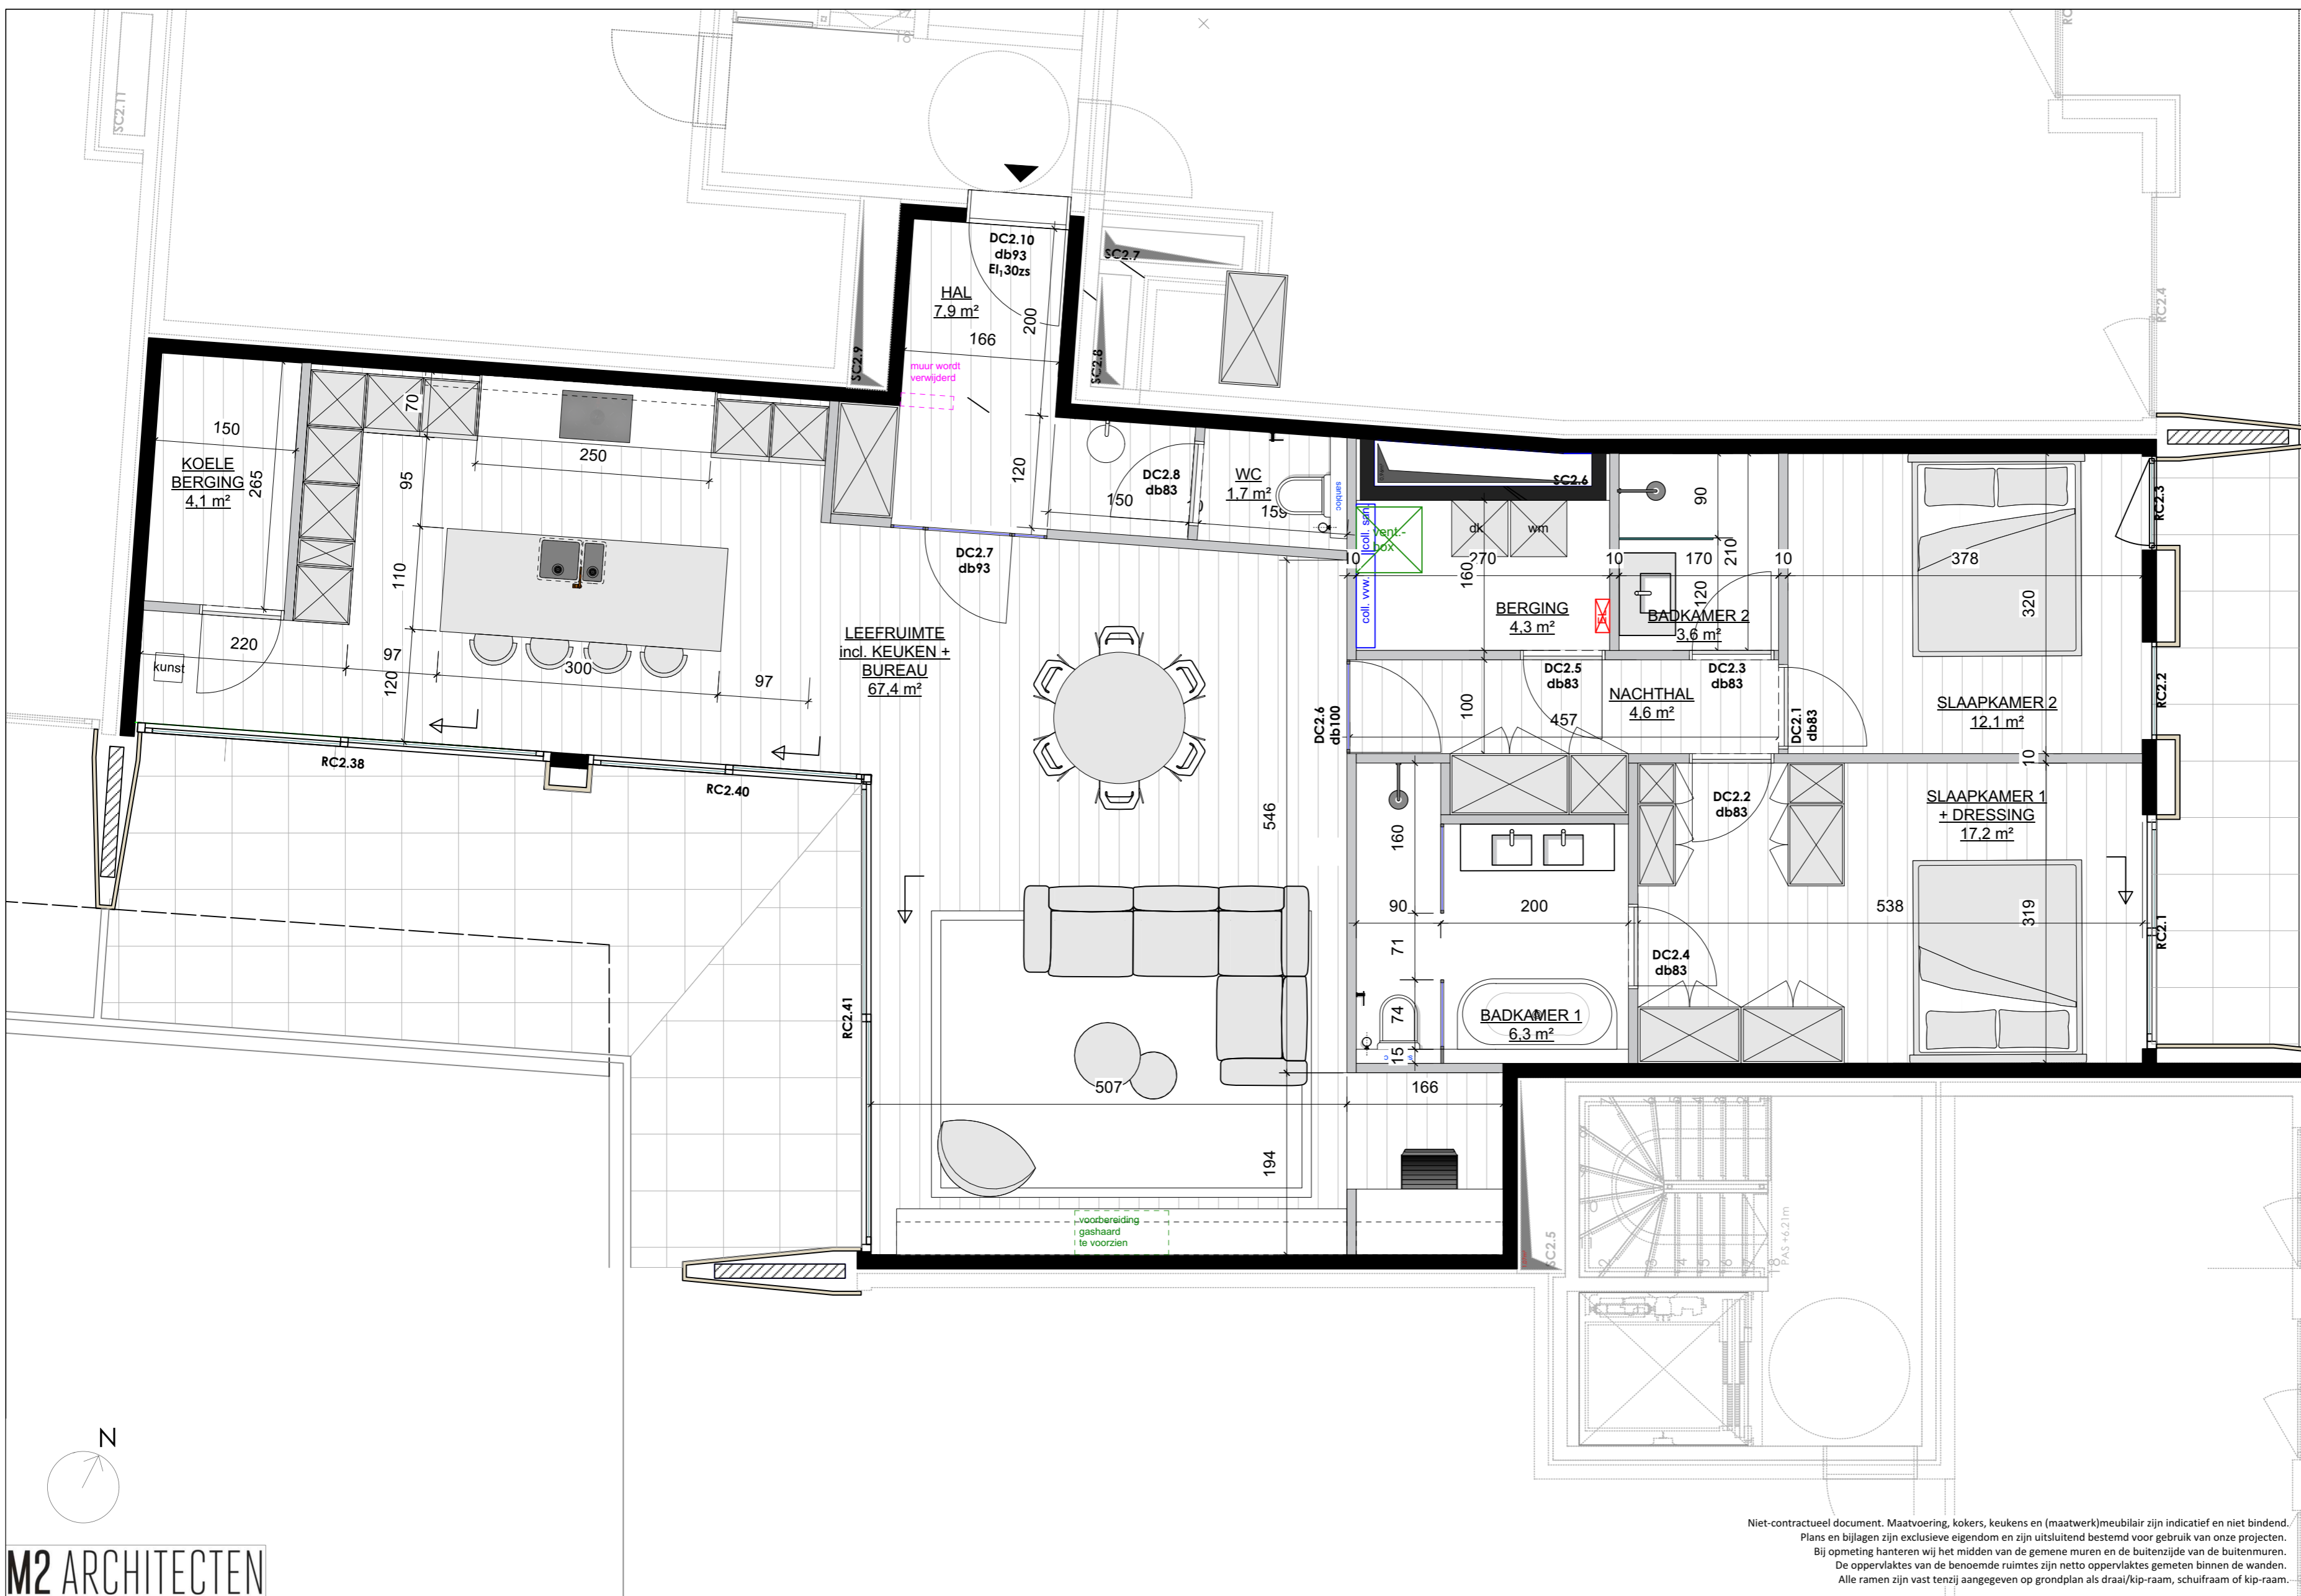 SC2.11
RC2.4
DC2.10
db93
EI₁30zs
HAL
7,9 m²
166
200
120
muur wordt
verwijderd
SC2.9
SC2.7
SC2.8
SC2.6
KOELE
BERGING
4,1 m²
150
265
70
250
95
110
300
220
97
120
97
kunst
DC2.7
db93
DC2.8
db83
150
WC
1,7 m²
159
sanbloc
coll. san.
coll. vvw.
vent.-
box
dk
wm
10
270
10
170
10
160
90
210
120
BERGING
4,3 m²
EL
BADKAMER 2
3,6 m²
378
320
SLAAPKAMER 2
12,1 m²
RC2.3
RC2.2
RC2.1
LEEFRUIMTE
incl. KEUKEN +
BUREAU
67,4 m²
DC2.6
db100
DC2.5
db83
DC2.3
db83
NACHTHAL
4,6 m²
457
100
DC2.1
db83
DC2.2
db83
10
SLAAPKAMER 1
+ DRESSING
17,2 m²
538
319
DC2.4
db83
160
90
200
71
74
15
BADKAMER 1
6,3 m²
RC2.38
RC2.40
RC2.41
546
507
166
194
voorbereiding
gashaard
te voorzien
SC2.5
PAS +6.21m
N
M2 ARCHITECTEN
Niet-contractueel document. Maatvoering, kokers, keukens en (maatwerk)meubilair zijn indicatief en niet bindend.
Plans en bijlagen zijn exclusieve eigendom en zijn uitsluitend bestemd voor gebruik van onze projecten.
Bij opmeting hanteren wij het midden van de gemene muren en de buitenzijde van de buitenmuren.
De oppervlaktes van de benoemde ruimtes zijn netto oppervlaktes gemeten binnen de wanden.
Alle ramen zijn vast tenzij aangegeven op grondplan als draai/kip-raam, schuifraam of kip-raam.